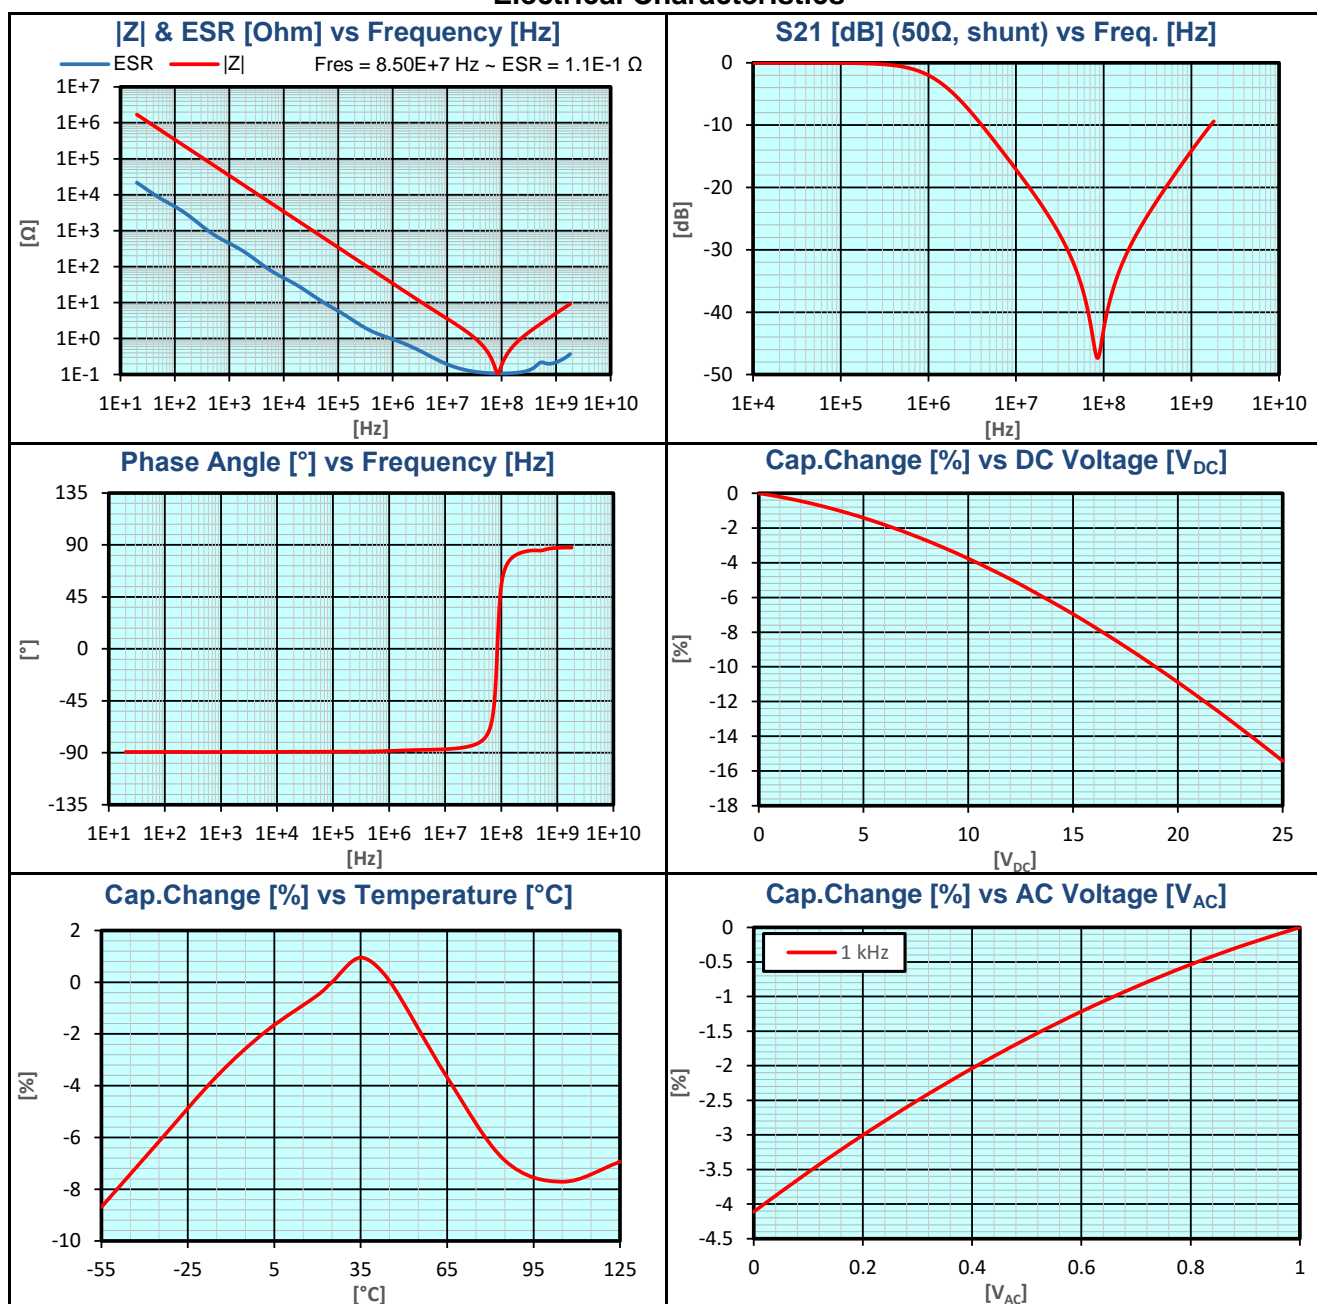 Electrical Characteristics
|Z| & ESR [Ohm] vs Frequency [Hz]
ESR |Z| Fres = 8.50E+7 Hz ~ ESR = 1.1E-1 Ω
1E+7
1E+6
1E+5
1E+4
1E+3
1E+2
1E+1
1E+0
1E-1
[Ω]
1E+1 1E+2 1E+3 1E+4 1E+5 1E+6 1E+7 1E+8 1E+9 1E+10
[Hz]
S21 [dB] (50Ω, shunt) vs Freq. [Hz]
0
-10
-20
-30
-40
-50
[dB]
1E+4 1E+5 1E+6 1E+7 1E+8 1E+9 1E+10
[Hz]
Phase Angle [°] vs Frequency [Hz]
135
90
45
0
-45
-90
-135
[°]
1E+1 1E+2 1E+3 1E+4 1E+5 1E+6 1E+7 1E+8 1E+9 1E+10
[Hz]
Cap.Change [%] vs DC Voltage [VDC]
0
-2
-4
-6
-8
-10
-12
-14
-16
-18
[%]
0 5 10 15 20 25
[VDC]
Cap.Change [%] vs Temperature [°C]
2
0
-2
-4
-6
-8
-10
[%]
-55 -25 5 35 65 95 125
[°C]
Cap.Change [%] vs AC Voltage [VAC]
1 kHz
0
-0.5
-1
-1.5
-2
-2.5
-3
-3.5
-4
-4.5
[%]
0 0.2 0.4 0.6 0.8 1
[VAC]